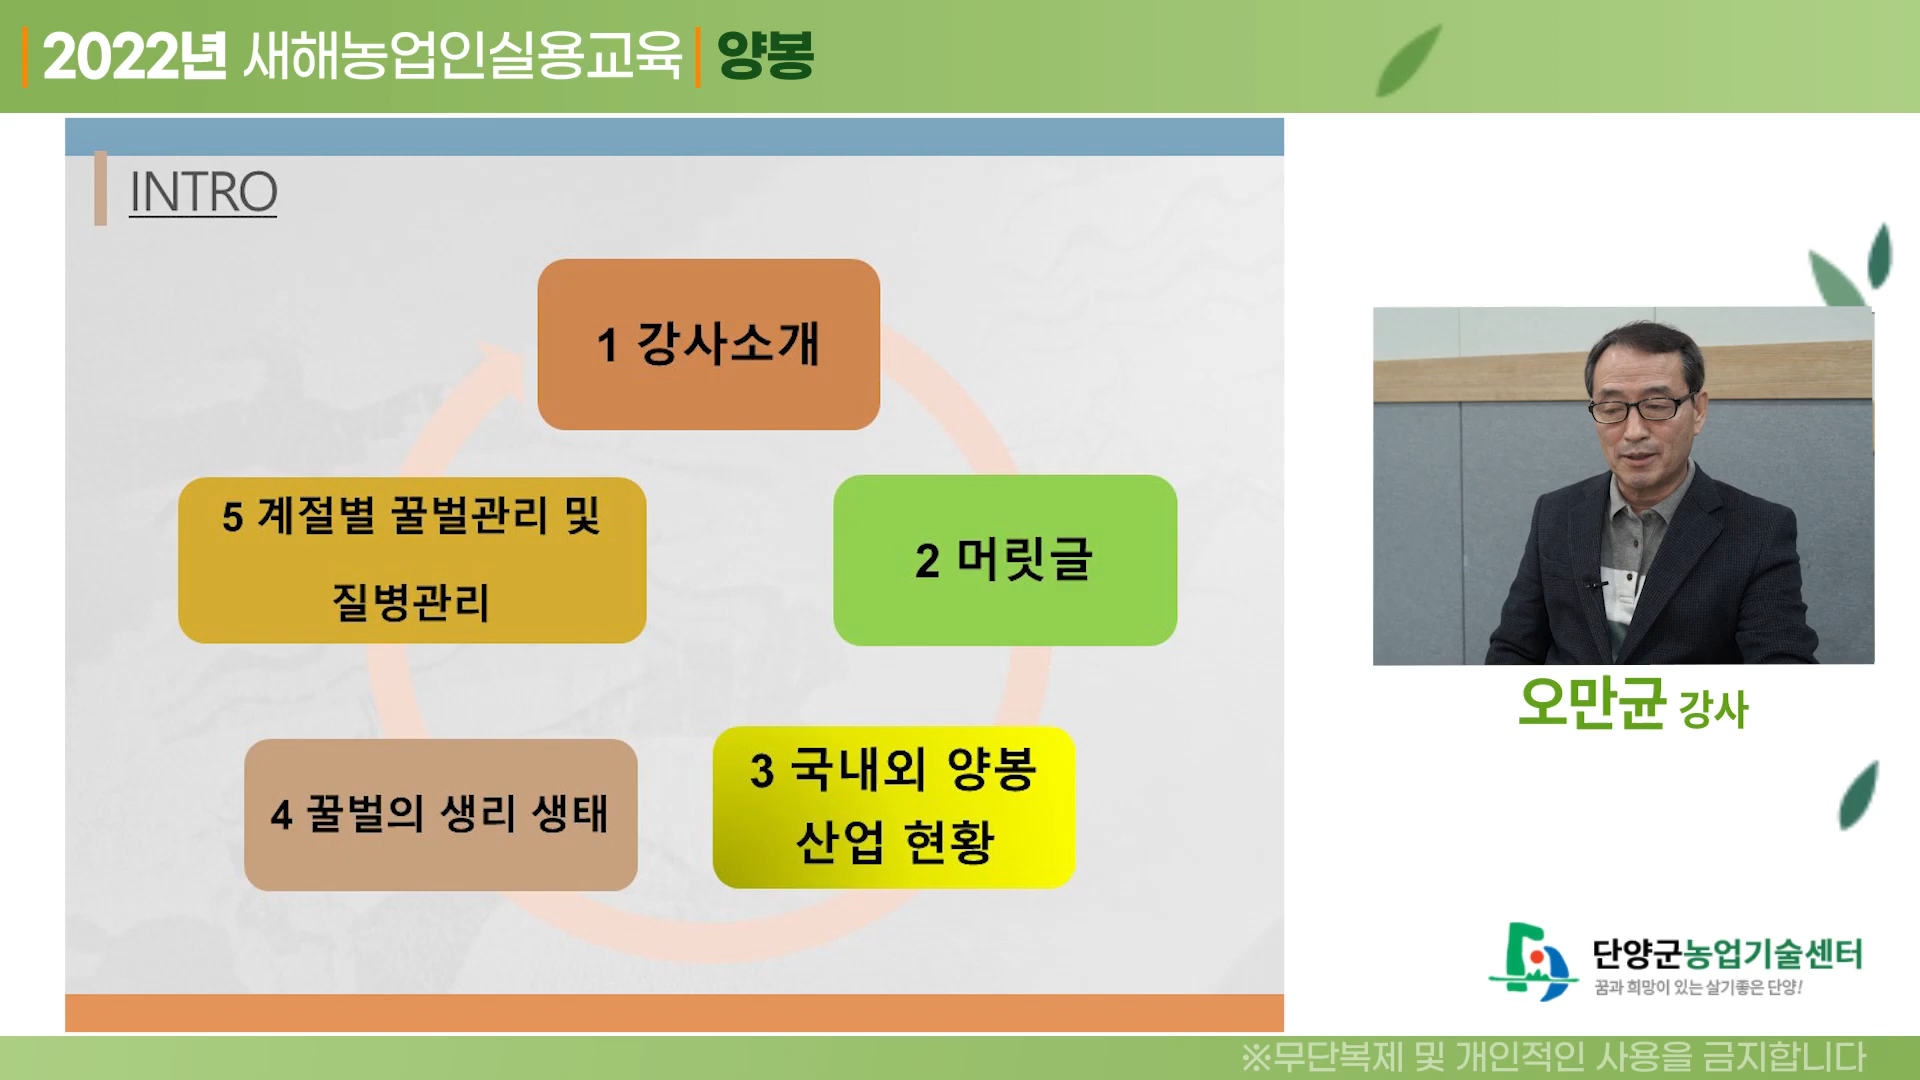 2022년 새해농업인실용교육 양봉
INTRO
1 강사소개
2 머릿글
3 국내외 양봉
산업 현황
4 꿀벌의 생리 생태
5 계절별 꿀벌관리 및
질병관리
오만균 강사
단양군농업기술센터
꿈과 희망이 있는 살기좋은 단양!
※무단복제 및 개인적인 사용을 금지합니다